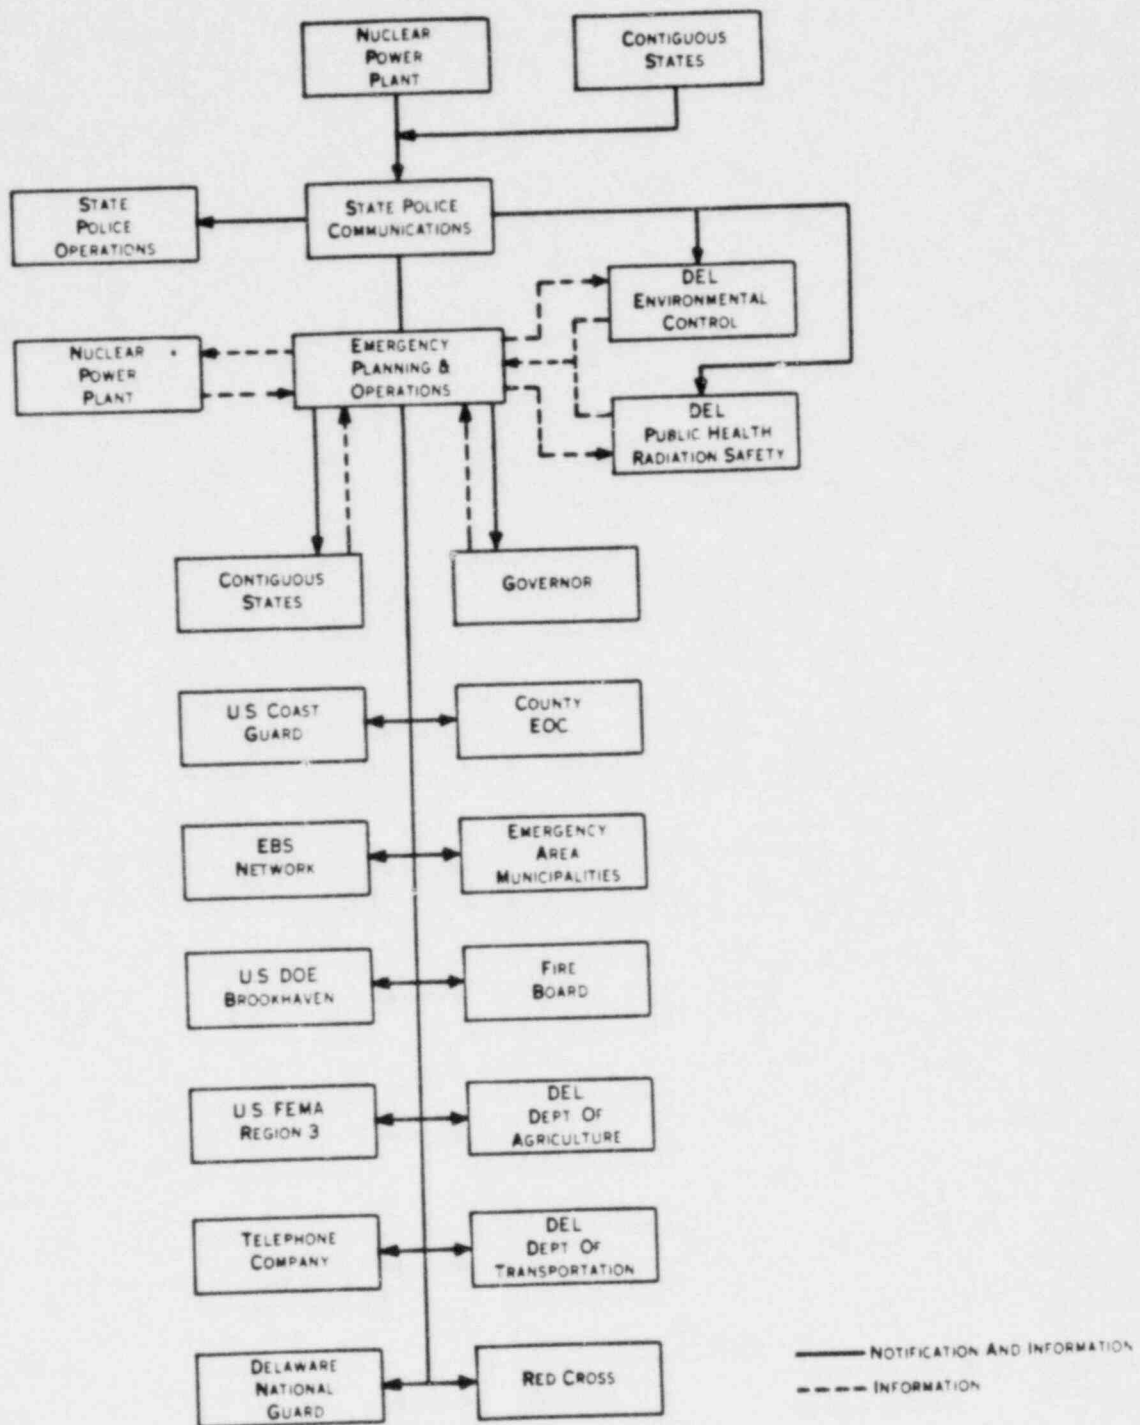 NUCLEAR
POWER
PLANT
CONTIGUOUS
STATES
STATE
POLICE
OPERATIONS
STATE POLICE
COMMUNICATIONS
DEL
ENVIRONMENTAL
CONTROL
NUCLEAR
POWER
PLANT
EMERGENCY
PLANNING &
OPERATIONS
DEL
PUBLIC HEALTH
RADIATION SAFETY
CONTIGUOUS
STATES
GOVERNOR
U.S COAST
GUARD
COUNTY
EOC
EBS
NETWORK
EMERGENCY
AREA
MUNICIPALITIES
U.S DOE
BROOKHAVEN
FIRE
BOARD
U.S FEMA
REGION 3
DEL
DEPT OF
AGRICULTURE
TELEPHONE
COMPANY
DEL
DEPT OF
TRANSPORTATION
DELAWARE
NATIONAL
GUARD
RED CROSS
NOTIFICATION AND INFORMATION
INFORMATION